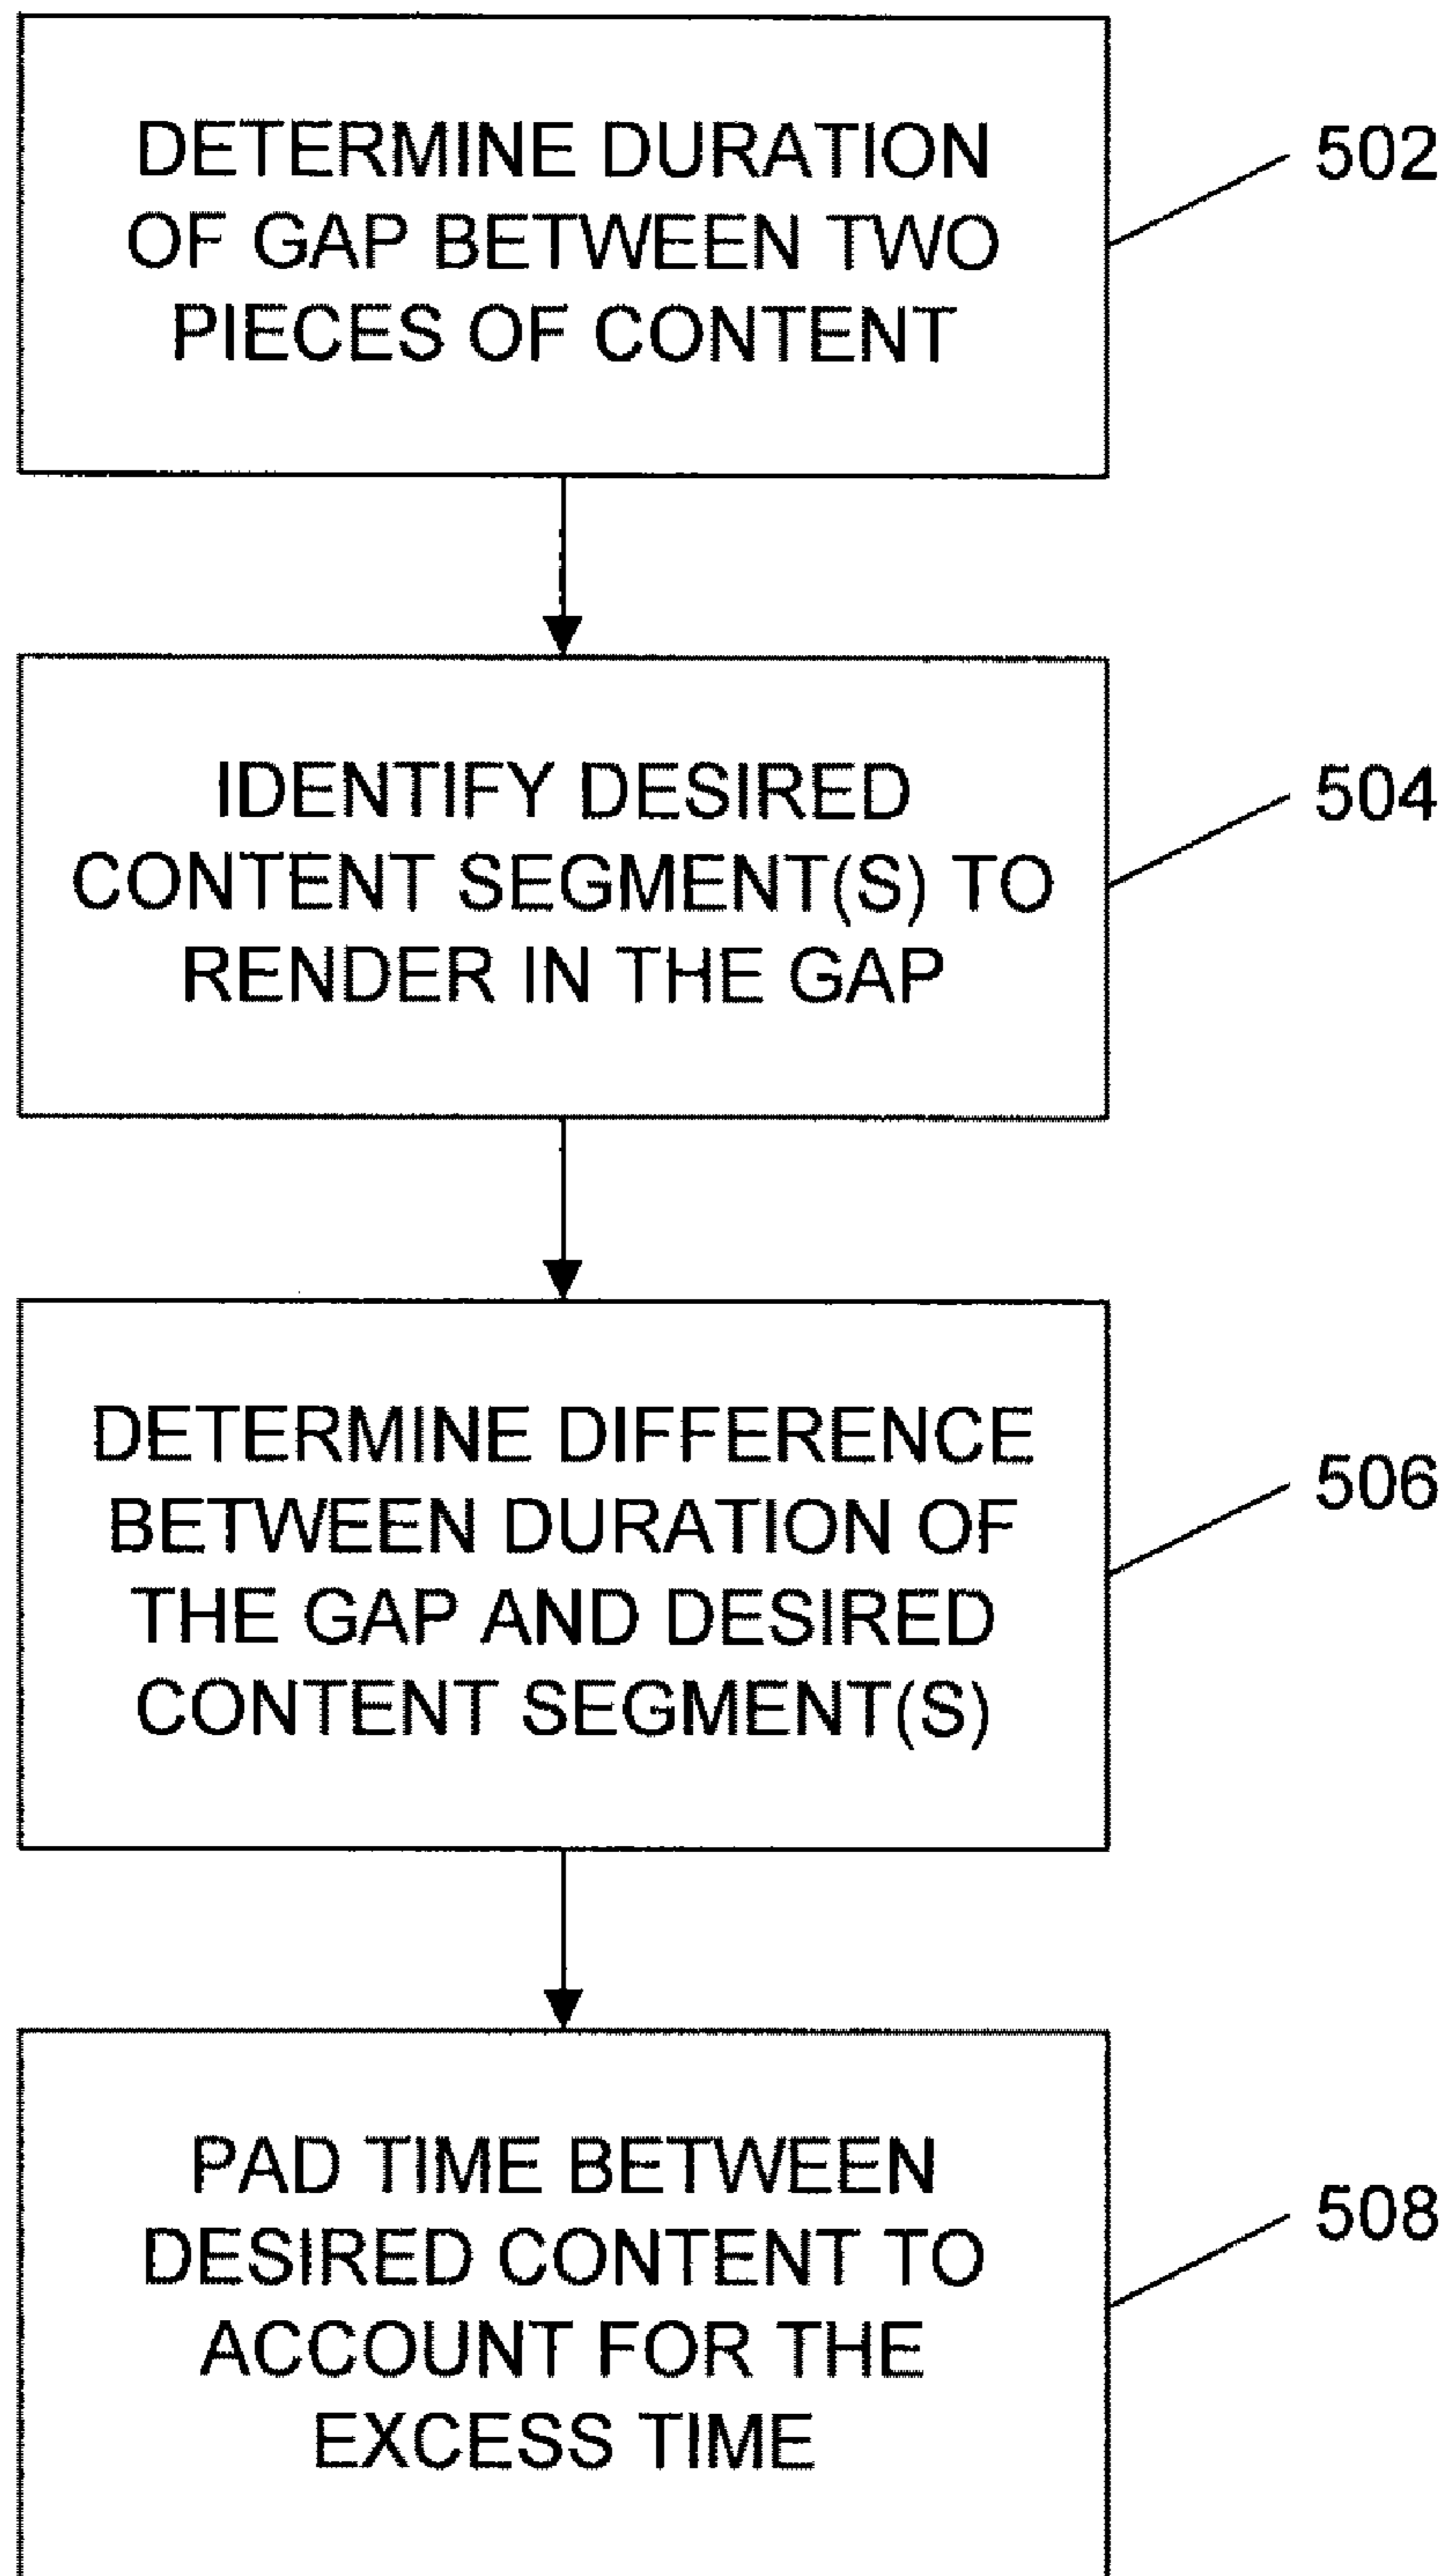 DETERMINE DURATION
OF GAP BETWEEN TWO
PIECES OF CONTENT
502
IDENTIFY DESIRED
CONTENT SEGMENT(S) TO
RENDER IN THE GAP
504
DETERMINE DIFFERENCE
BETWEEN DURATION OF
THE GAP AND DESIRED
CONTENT SEGMENT(S)
506
PAD TIME BETWEEN
DESIRED CONTENT TO
ACCOUNT FOR THE
EXCESS TIME
508